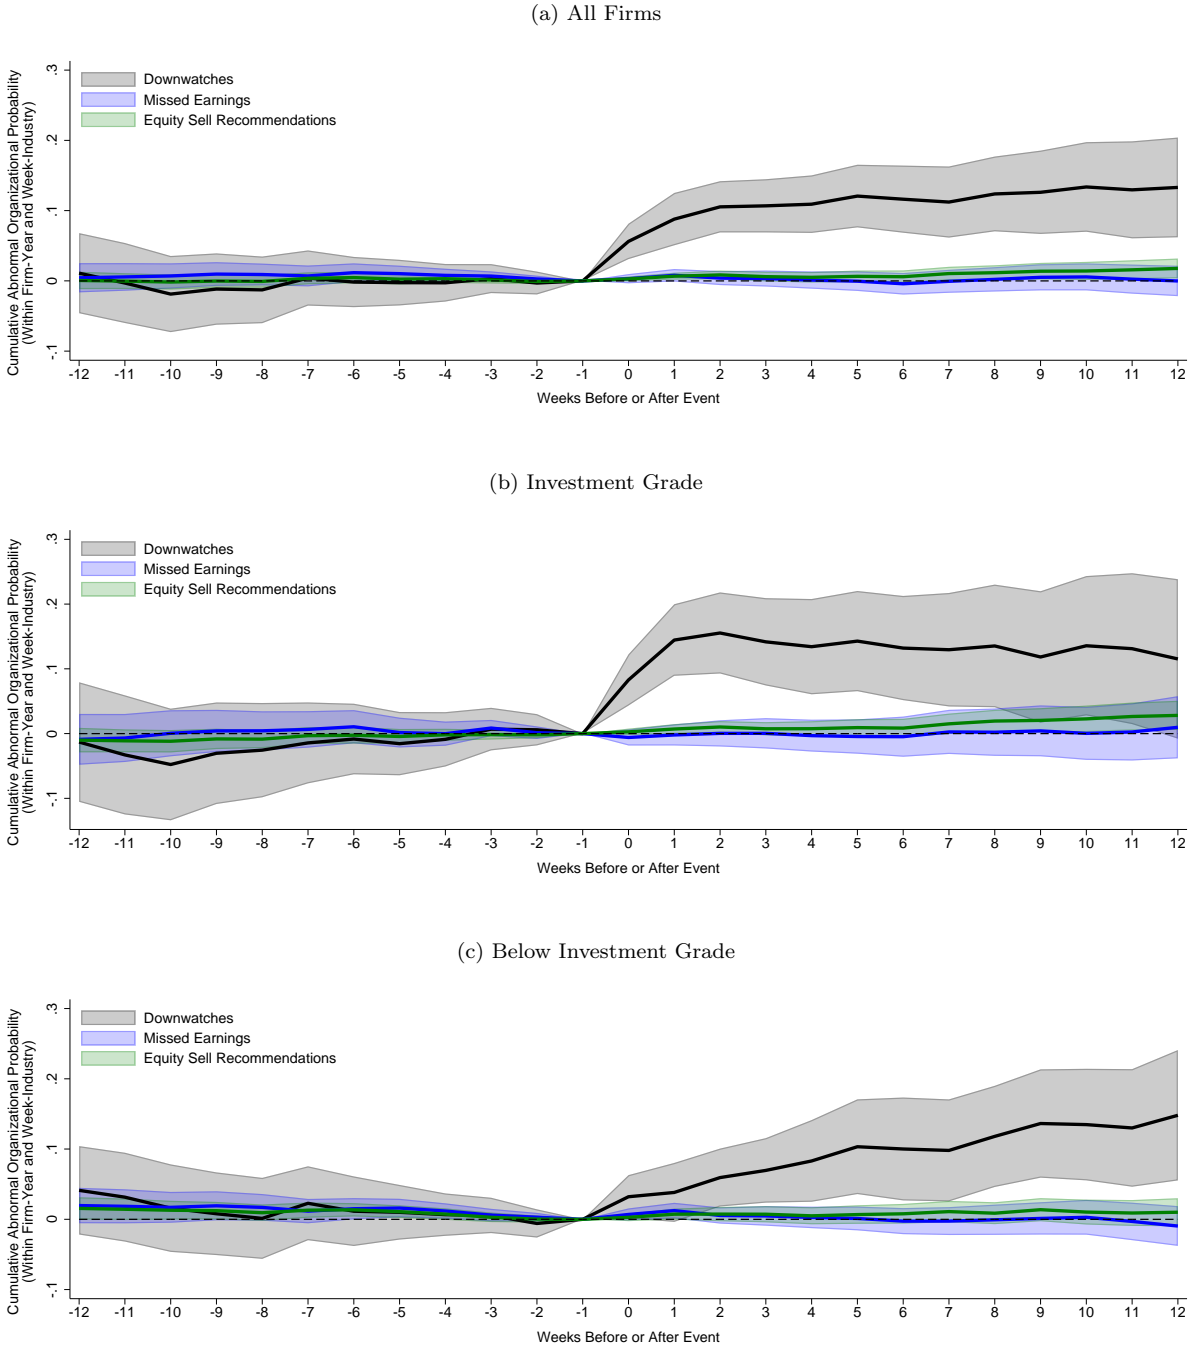 (a) All Firms
Cumulative Abnormal Organizational Probability
(Within Firm-Year and Week-Industry)
.3
.2
.1
0
-.1
Downwatches
Missed Earnings
Equity Sell Recommendations
-12 -11 -10 -9 -8 -7 -6 -5 -4 -3 -2 -1 0 1 2 3 4 5 6 7 8 9 10 11 12
Weeks Before or After Event
(b) Investment Grade
Cumulative Abnormal Organizational Probability
(Within Firm-Year and Week-Industry)
.3
.2
.1
0
-.1
Downwatches
Missed Earnings
Equity Sell Recommendations
-12 -11 -10 -9 -8 -7 -6 -5 -4 -3 -2 -1 0 1 2 3 4 5 6 7 8 9 10 11 12
Weeks Before or After Event
(c) Below Investment Grade
Cumulative Abnormal Organizational Probability
(Within Firm-Year and Week-Industry)
.3
.2
.1
0
-.1
Downwatches
Missed Earnings
Equity Sell Recommendations
-12 -11 -10 -9 -8 -7 -6 -5 -4 -3 -2 -1 0 1 2 3 4 5 6 7 8 9 10 11 12
Weeks Before or After Event